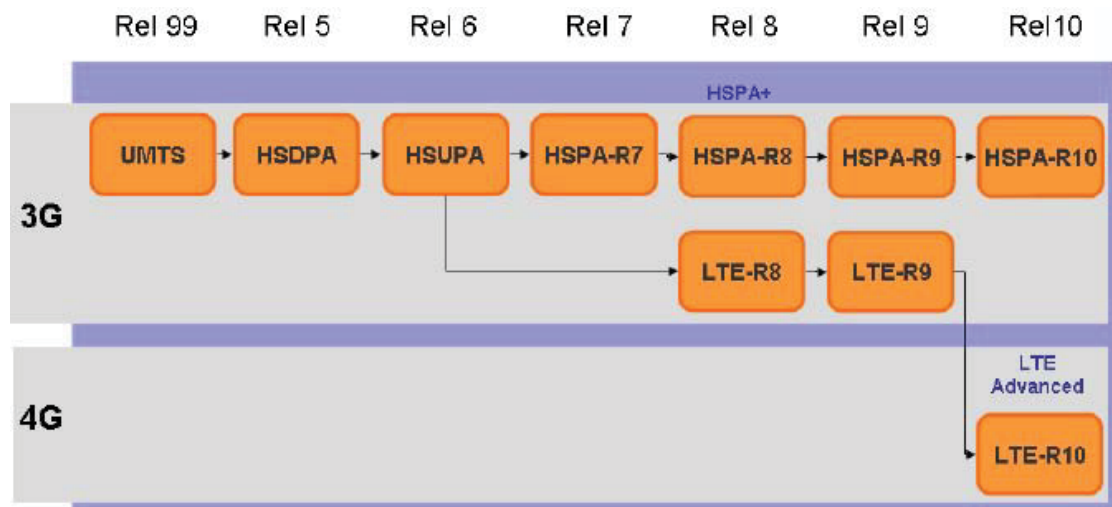 Rel 99 Rel 5 Rel 6 Rel 7 Rel 8 Rel 9 Rel10
HSPA+
UMTS HSDPA HSUPA HSPA-R7 HSPA-R8 HSPA-R9 HSPA-R10
3G
LTE-R8 LTE-R9
LTE
Advanced
4G
LTE-R10